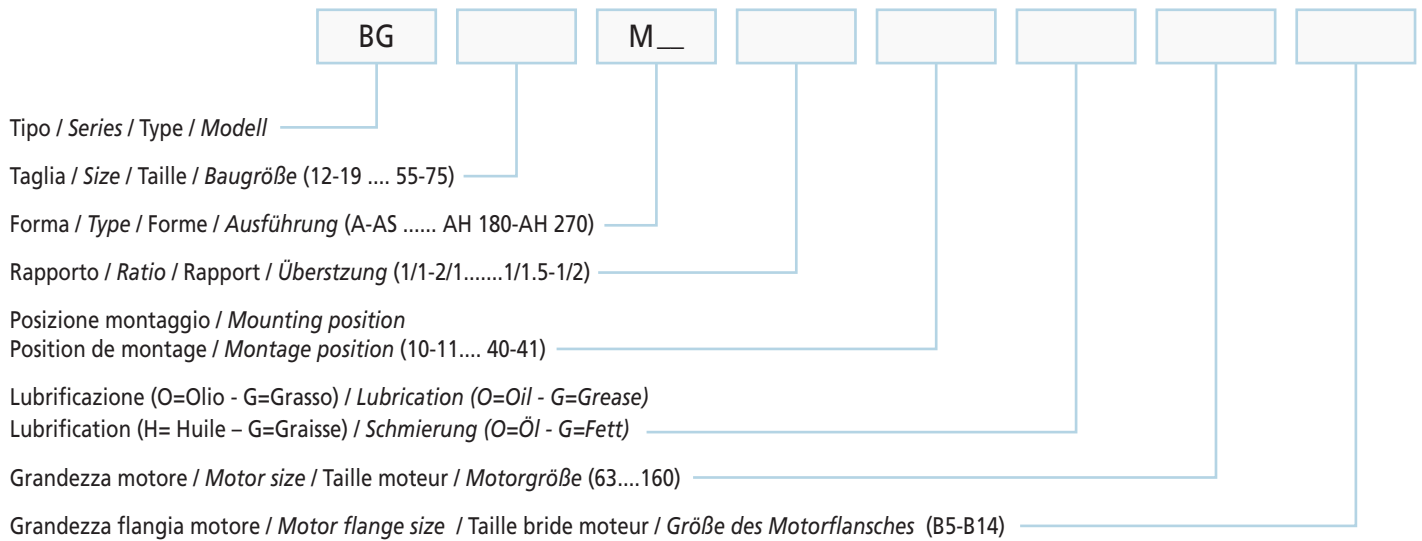 BG M__
Tipo / Series / Type / Modell
Taglia / Size / Taille / Baugröße (12-19 .... 55-75)
Forma / Type / Forme / Ausführung (A-AS ...... AH 180-AH 270)
Rapporto / Ratio / Rapport / Überstzung (1/1-2/1.......1/1.5-1/2)
Posizione montaggio / Mounting position
Position de montage / Montage position (10-11.... 40-41)
Lubrificazione (O=Olio - G=Grasso) / Lubrication (O=Oil - G=Grease)
Lubrification (H= Huile – G=Graisse) / Schmierung (O=Öl - G=Fett)
Grandezza motore / Motor size / Taille moteur / Motorgröße (63....160)
Grandezza flangia motore / Motor flange size / Taille bride moteur / Größe des Motorflansches (B5-B14)